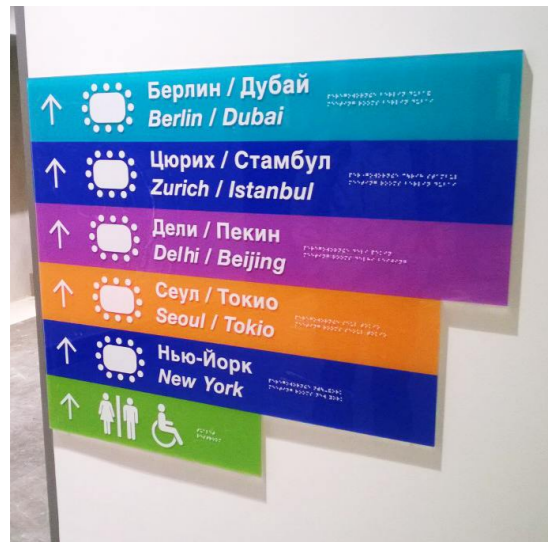 Берлин / Дубай
Berlin / Dubai
Цюрих / Стамбул
Zurich / Istanbul
Дели / Пекин
Delhi / Beijing
Сеул / Токио
Seoul / Tokio
Нью-Йорк
New York